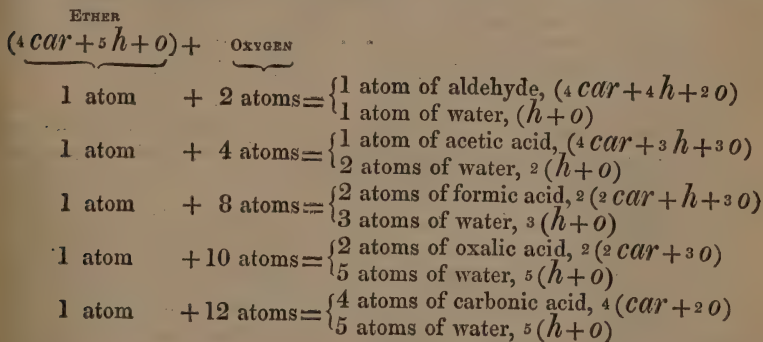 ETHER
(4 car + 5 h + o) + OXYGEN
1 atom + 2 atoms = {1 atom of aldehyde, (4 car + 4 h + 2 o)
1 atom of water, (h + o)
1 atom + 4 atoms = {1 atom of acetic acid, (4 car + 3 h + 3 o)
2 atoms of water, 2 (h + o)
1 atom + 8 atoms = {2 atoms of formic acid, 2 (2 car + h + 3 o)
3 atoms of water, 3 (h + o)
1 atom + 10 atoms = {2 atoms of oxalic acid, 2 (2 car + 3 o)
5 atoms of water, 5 (h + o)
1 atom + 12 atoms = {4 atoms of carbonic acid, 4 (car + 2 o)
5 atoms of water, 5 (h + o)